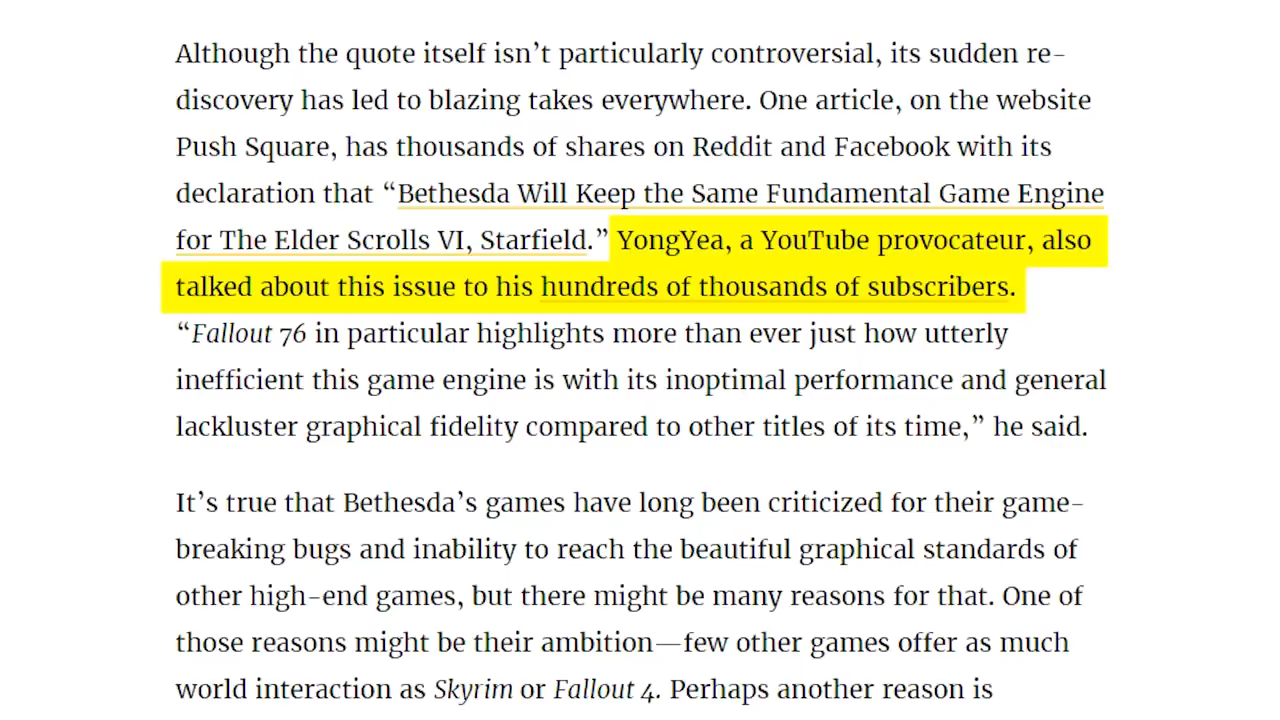 Although the quote itself isn’t particularly controversial, its sudden re-
discovery has led to blazing takes everywhere. One article, on the website
Push Square, has thousands of shares on Reddit and Facebook with its
declaration that “Bethesda Will Keep the Same Fundamental Game Engine
for The Elder Scrolls VI, Starfield.” YongYea, a YouTube provocateur, also
talked about this issue to his hundreds of thousands of subscribers.
“Fallout 76 in particular highlights more than ever just how utterly
inefficient this game engine is with its inoptimal performance and general
lackluster graphical fidelity compared to other titles of its time,” he said.
It’s true that Bethesda’s games have long been criticized for their game-
breaking bugs and inability to reach the beautiful graphical standards of
other high-end games, but there might be many reasons for that. One of
those reasons might be their ambition—few other games offer as much
world interaction as Skyrim or Fallout 4. Perhaps another reason is